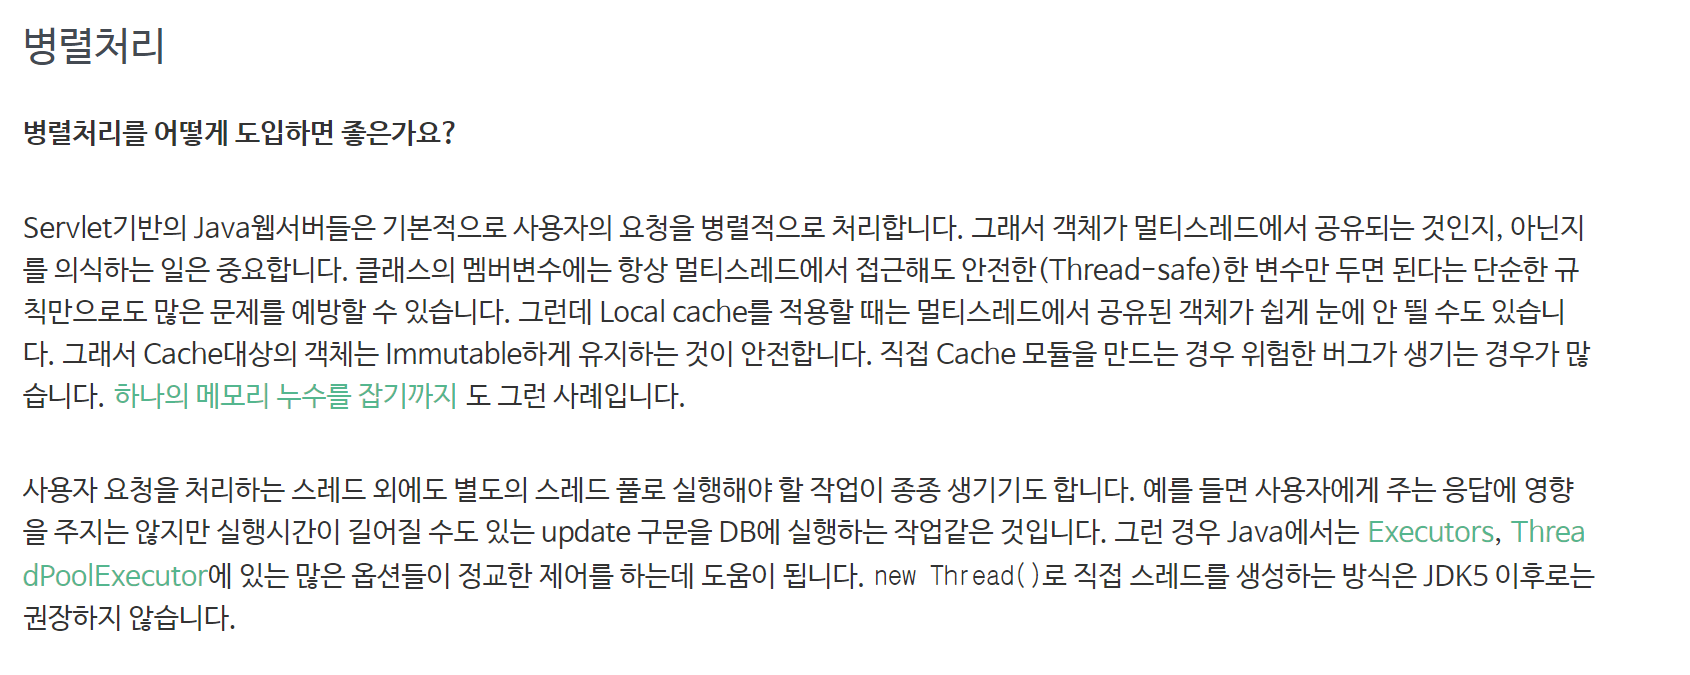 병렬처리
병렬처리를 어떻게 도입하면 좋은가요?
Servlet기반의 Java웹서버들은 기본적으로 사용자의 요청을 병렬적으로 처리합니다. 그래서 객체가 멀티스레드에서 공유되는 것인지, 아닌지
를 의식하는 일은 중요합니다. 클래스의 멤버변수에는 항상 멀티스레드에서 접근해도 안전한(Thread-safe)한 변수만 두면 된다는 단순한 규
칙만으로도 많은 문제를 예방할 수 있습니다. 그런데 Local cache를 적용할 때는 멀티스레드에서 공유된 객체가 쉽게 눈에 안 띌 수도 있습니
다. 그래서 Cache대상의 객체는 Immutable하게 유지하는 것이 안전합니다. 직접 Cache 모듈을 만드는 경우 위험한 버그가 생기는 경우가 많
습니다. 하나의 메모리 누수를 잡기까지 도 그런 사례입니다.
사용자 요청을 처리하는 스레드 외에도 별도의 스레드 풀로 실행해야 할 작업이 종종 생기기도 합니다. 예를 들면 사용자에게 주는 응답에 영향
을 주지는 않지만 실행시간이 길어질 수도 있는 update 구문을 DB에 실행하는 작업같은 것입니다. 그런 경우 Java에서는 Executors, Threa
dPoolExecutor에 있는 많은 옵션들이 정교한 제어를 하는데 도움이 됩니다. new Thread()로 직접 스레드를 생성하는 방식은 JDK5 이후로는
권장하지 않습니다.